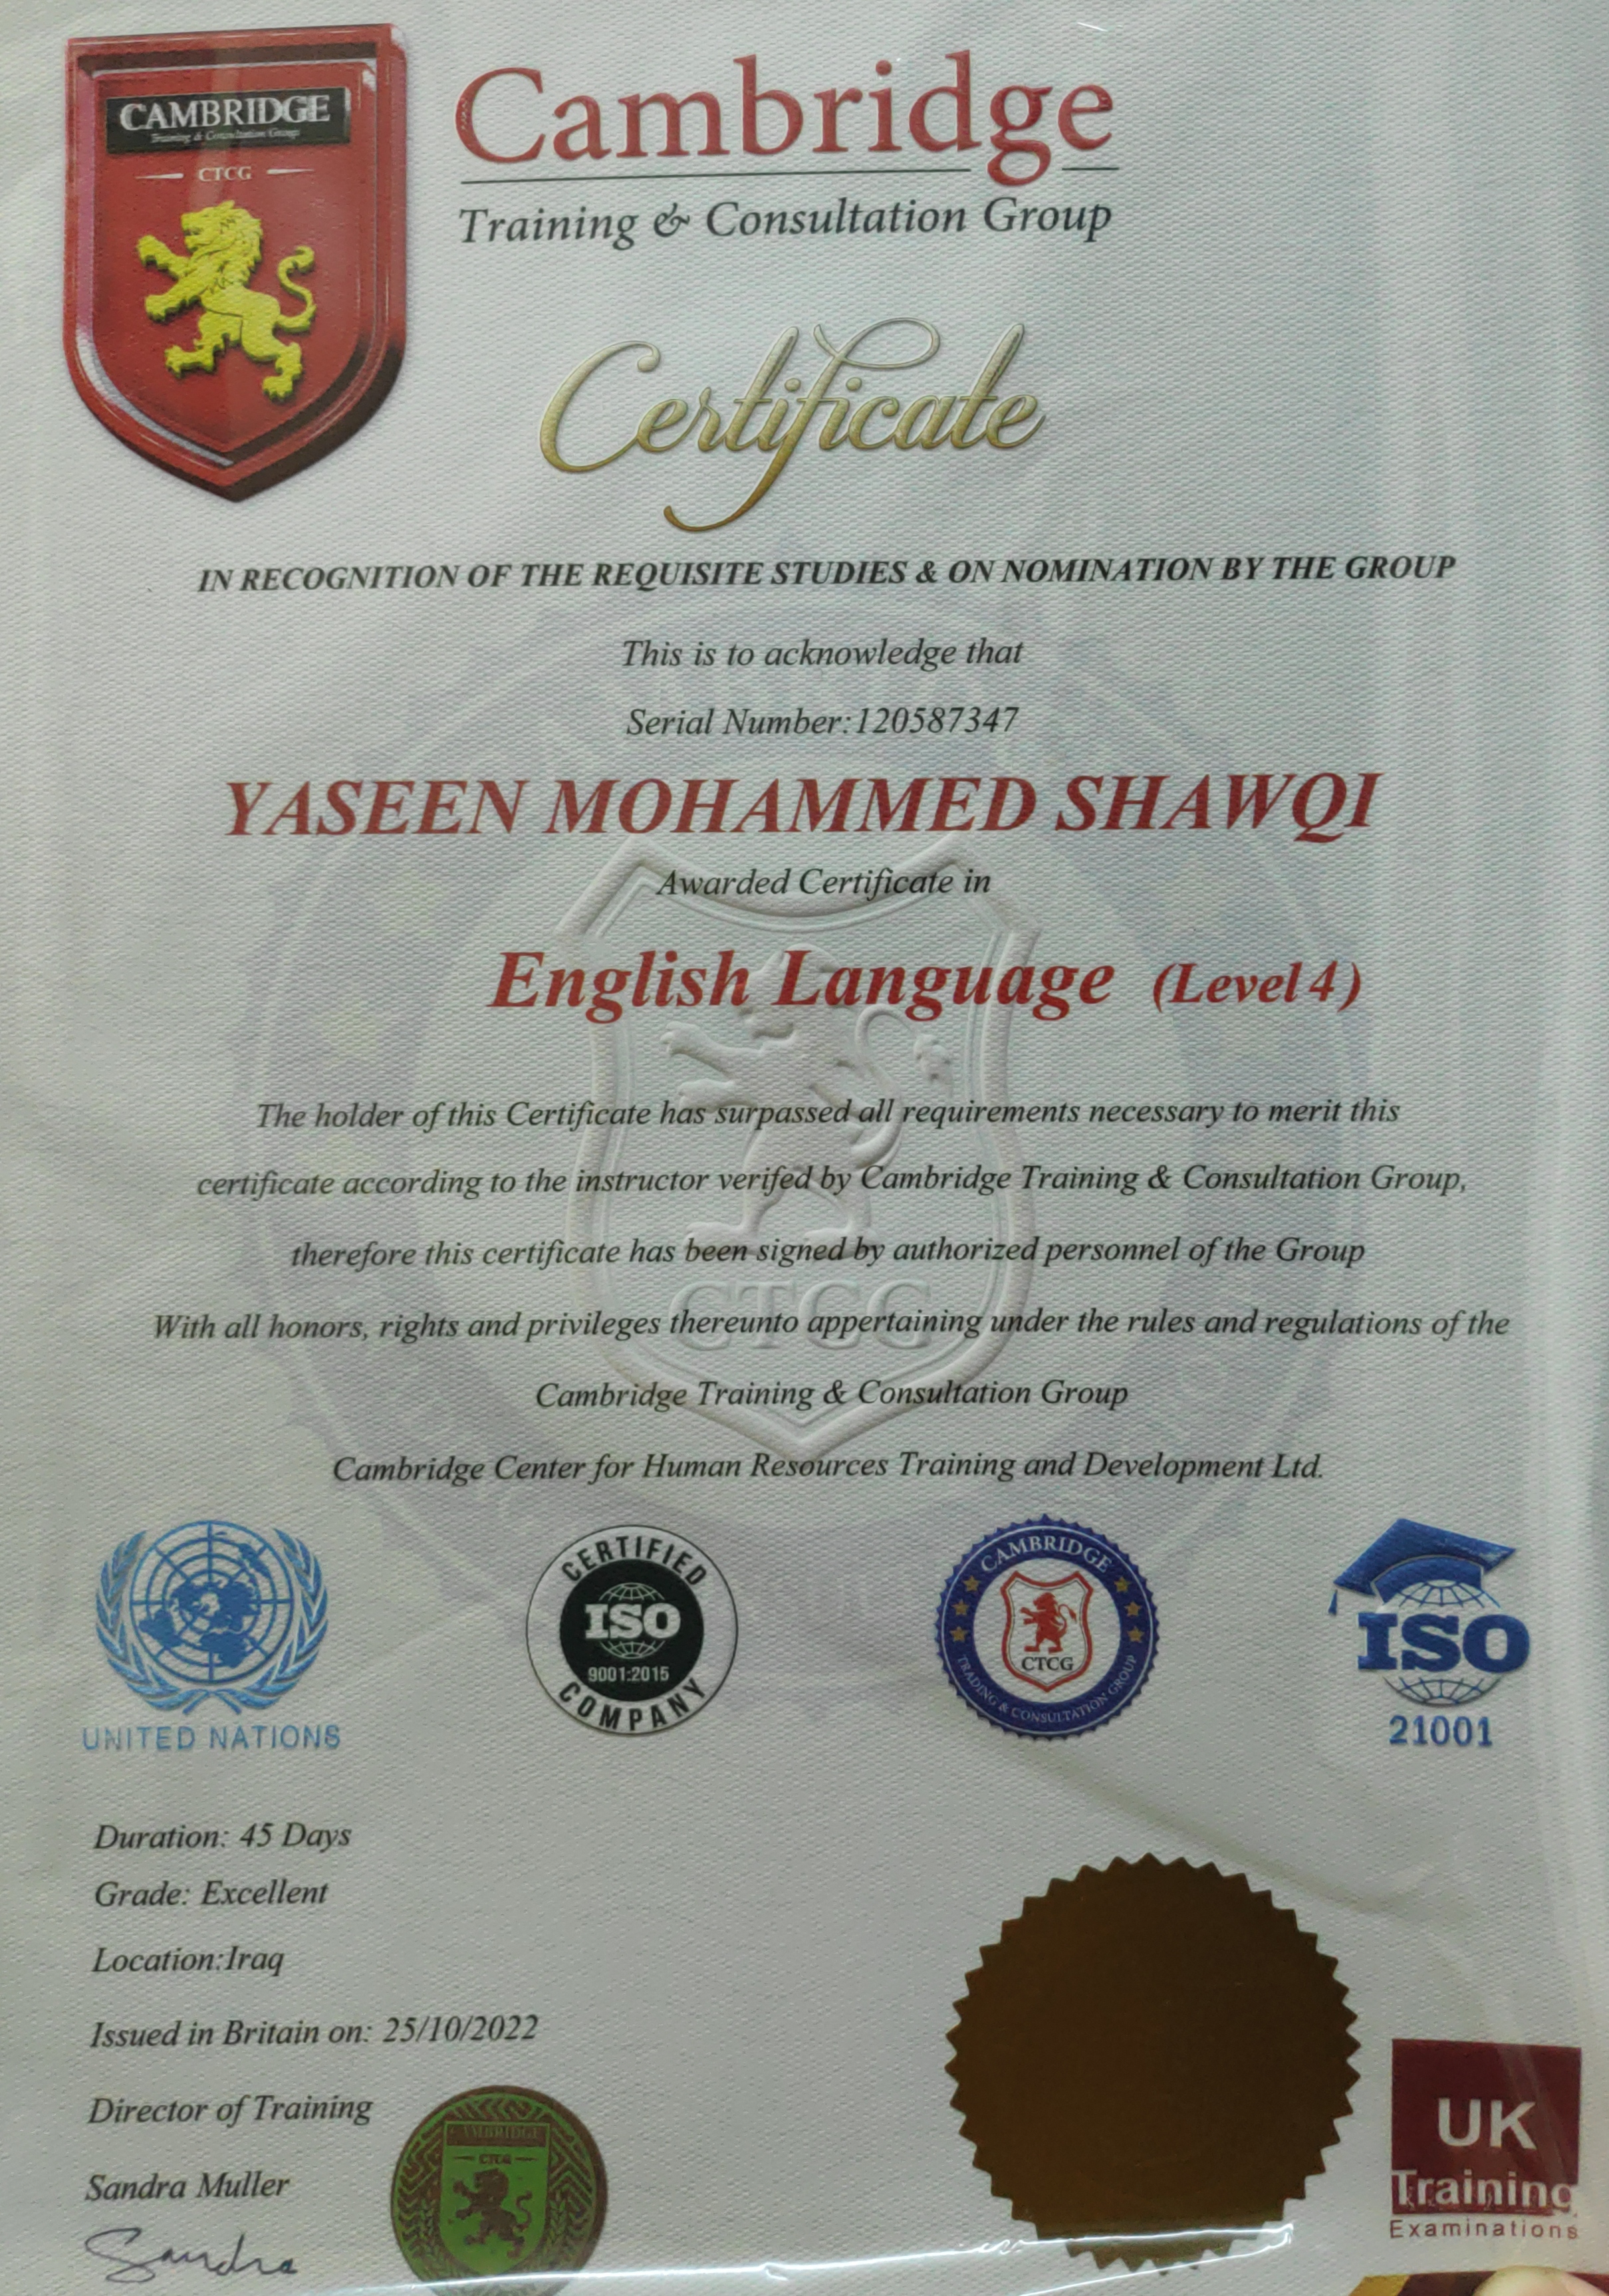 CAMBRIDGE
Training & Consultation Group
CTCG
Cambridge
Training & Consultation Group
Certificate
IN RECOGNITION OF THE REQUISITE STUDIES & ON NOMINATION BY THE GROUP
This is to acknowledge that
Serial Number:120587347
YASEEN MOHAMMED SHAWQI
Awarded Certificate in
English Language (Level 4)
The holder of this Certificate has surpassed all requirements necessary to merit this
certificate according to the instructor verifed by Cambridge Training & Consultation Group,
therefore this certificate has been signed by authorized personnel of the Group
CTCG
With all honors, rights and privileges thereunto appertaining under the rules and regulations of the
Cambridge Training & Consultation Group
Cambridge Center for Human Resources Training and Development Ltd.
UNITED NATIONS
CERTIFIED
ISO
9001:2015
COMPANY
CAMBRIDGE
CTCG
TRADING & CONSULTATION GROUP
ISO
21001
Duration: 45 Days
Grade: Excellent
Location:Iraq
Issued in Britain on: 25/10/2022
Director of Training
Sandra Muller
Sandra
CAMBRIDGE
CTCG
UK
Training
Examinations